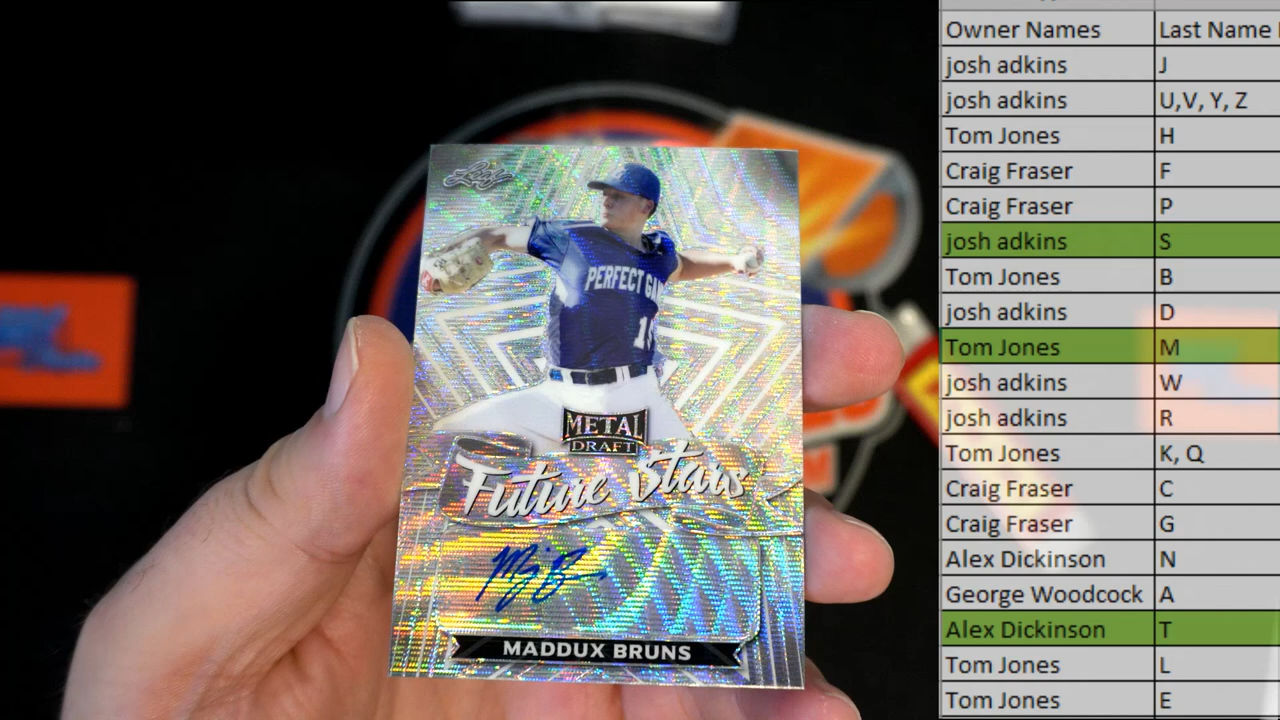 Leaf
PERFECT GA
METAL
DRAFT
Future Stars
MADDUX BRUNS
Owner Names Last Name
josh adkins J
josh adkins U,V, Y, Z
Tom Jones H
Craig Fraser F
Craig Fraser P
josh adkins S
Tom Jones B
josh adkins D
Tom Jones M
josh adkins W
josh adkins R
Tom Jones K, Q
Craig Fraser C
Craig Fraser G
Alex Dickinson N
George Woodcock A
Alex Dickinson T
Tom Jones L
Tom Jones E